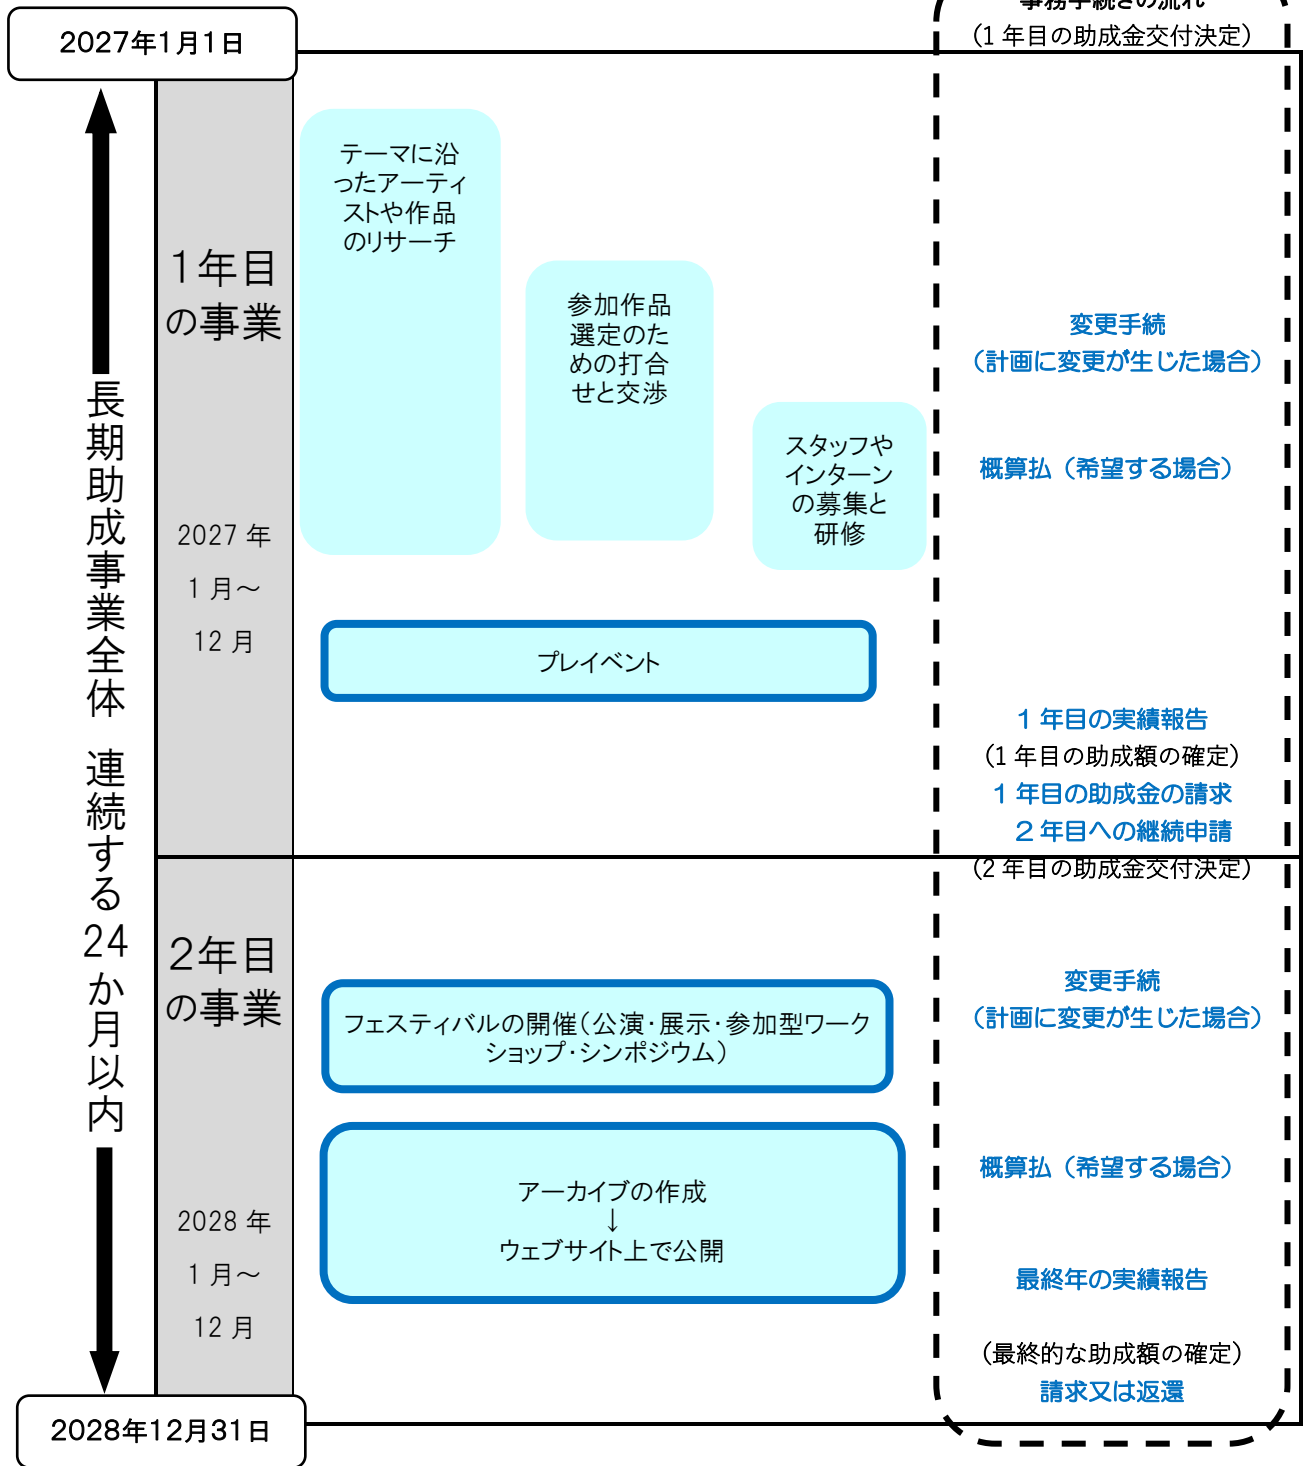 事務手続きの流れ
(1年目の助成金交付決定)
2027年1月1日
長期助成事業全体 連続する24か月以内
1年目
の事業
2027年
1月～
12月
テーマに沿
ったアーティ
ストや作品
のリサーチ
参加作品
選定のた
めの打合
せと交渉
スタッフや
インターン
の募集と
研修
プレイベント
変更手続
（計画に変更が生じた場合）
概算払（希望する場合）
1年目の実績報告
(1年目の助成額の確定)
1年目の助成金の請求
2年目への継続申請
(2年目の助成金交付決定)
2年目
の事業
2028年
1月～
12月
フェスティバルの開催（公演・展示・参加型ワーク
ショップ・シンポジウム）
アーカイブの作成
↓
ウェブサイト上で公開
変更手続
（計画に変更が生じた場合）
概算払（希望する場合）
最終年の実績報告
(最終的な助成額の確定)
請求又は返還
2028年12月31日